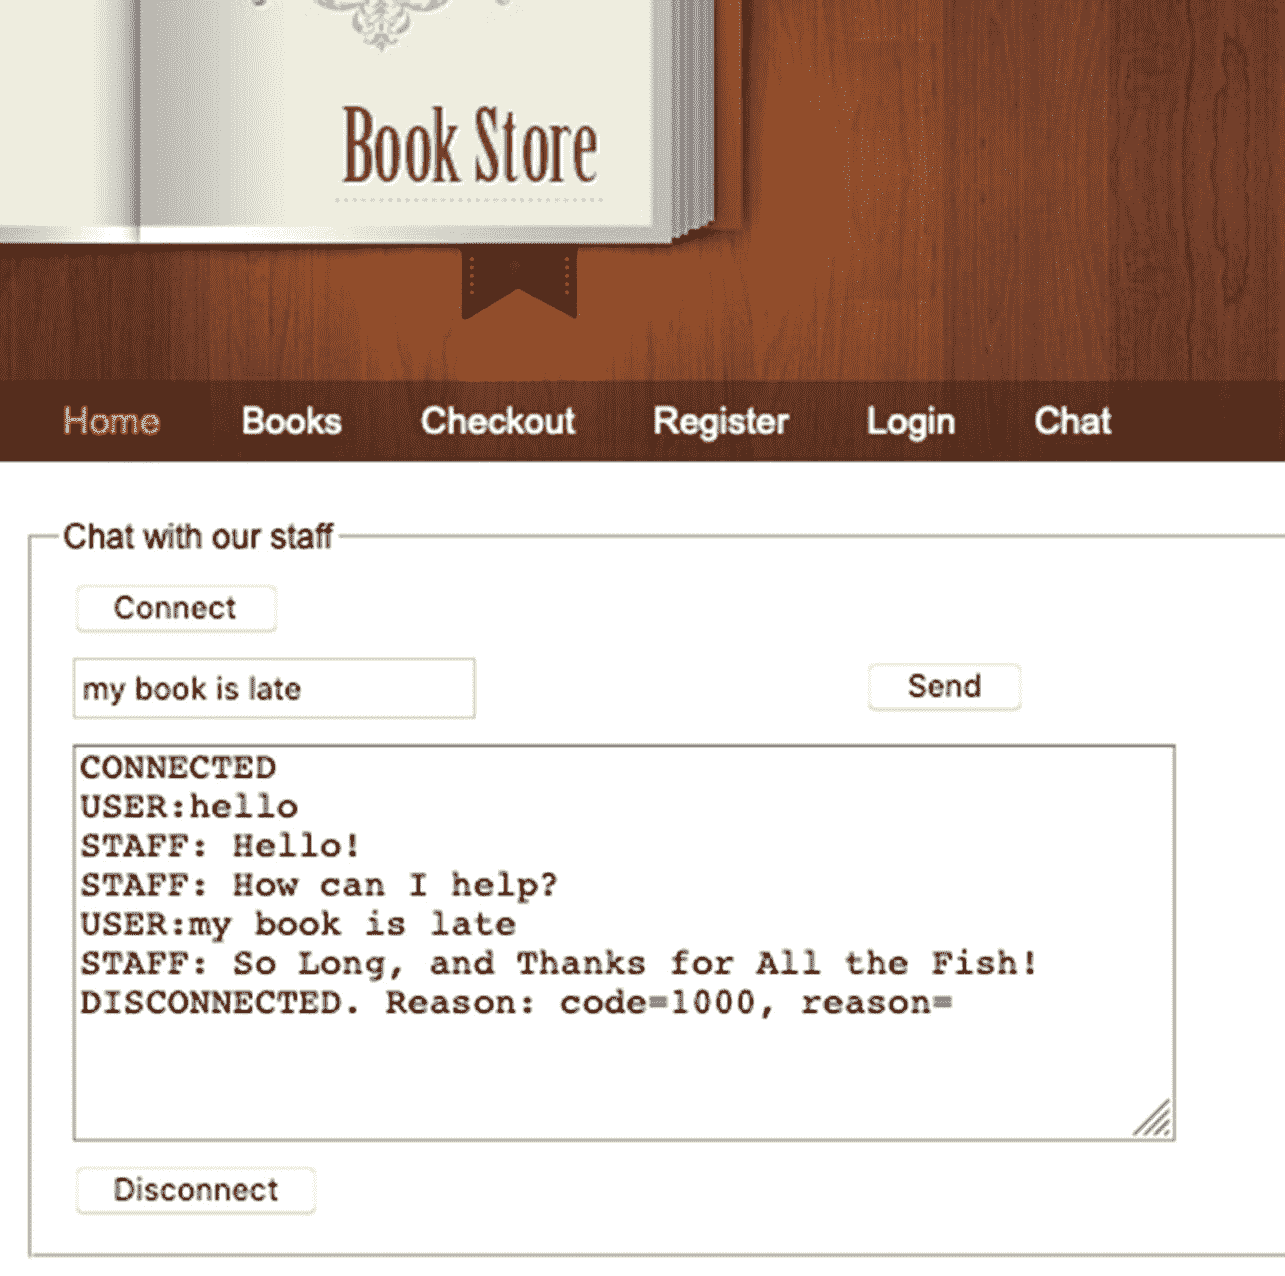 Book Store
Home Books Checkout Register Login Chat
Chat with our staff
Connect
my book is late Send
CONNECTED
USER:hello
STAFF: Hello!
STAFF: How can I help?
USER:my book is late
STAFF: So Long, and Thanks for All the Fish!
DISCONNECTED. Reason: code=1000, reason=
Disconnect